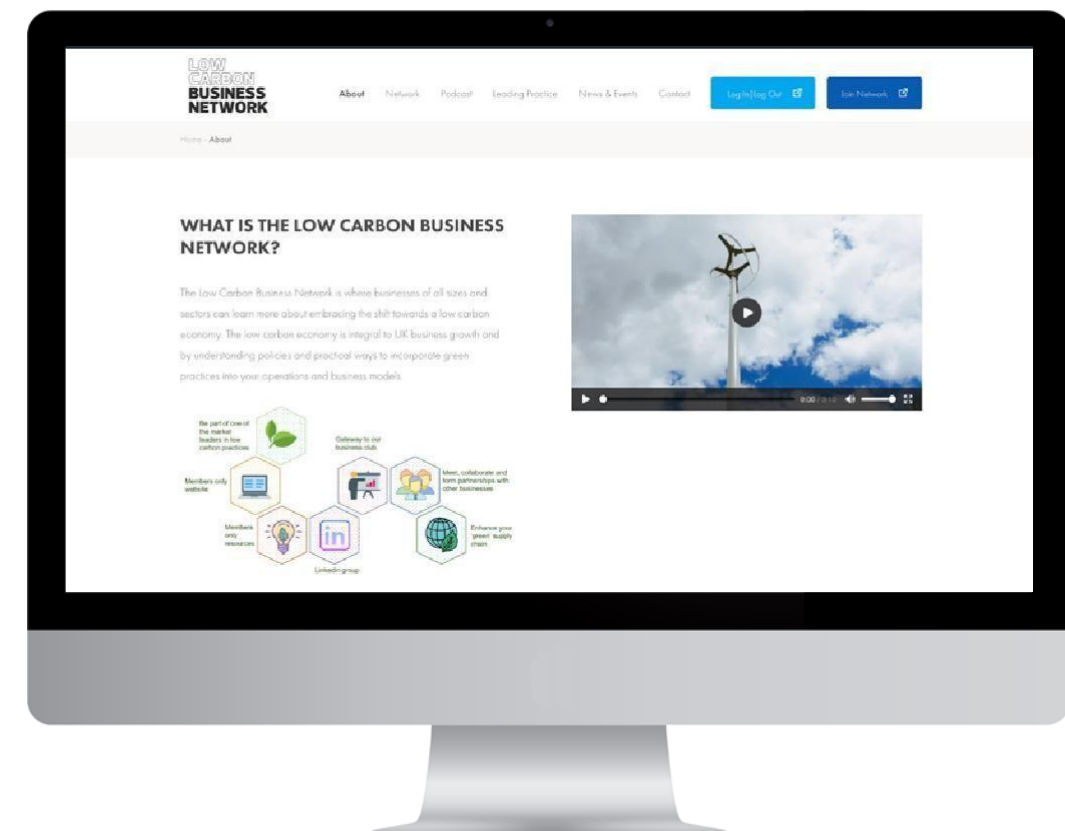 LOW
CARBON
BUSINESS
NETWORK
About Network Podcast Leading Practice News & Events Contact Log In|Log Out Join Network
Home - About
WHAT IS THE LOW CARBON BUSINESS
NETWORK?
The Low Carbon Business Network is where businesses of all sizes and
sectors can learn more about embracing the shift towards a low carbon
economy. The low carbon economy is integral to UK business growth and
by understanding policies and practical ways to incorporate green
practices into your operations and business models
0:00 /
Be part of one of
the market
leaders in low
carbon practices
Gateway to our
business club
Members only
website
Meet, collaborate and
form partnerships with
other businesses
Members
only
resources
in
Enhance your
'green' supply
chain
Linkedin group